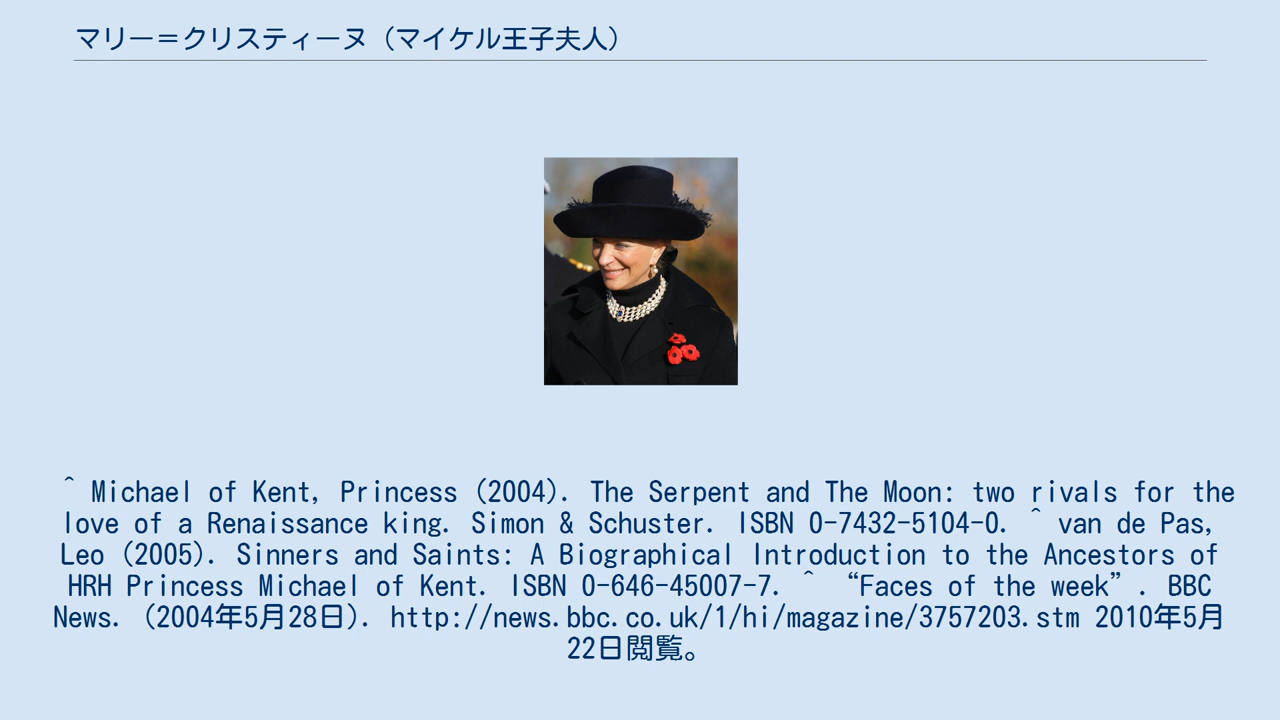 マリー＝クリスティーヌ（マイケル王子夫人）
^ Michael of Kent, Princess (2004). The Serpent and The Moon: two rivals for the
love of a Renaissance king. Simon & Schuster. ISBN 0-7432-5104-0. ^ van de Pas,
Leo (2005). Sinners and Saints: A Biographical Introduction to the Ancestors of
HRH Princess Michael of Kent. ISBN 0-646-45007-7. ^ “Faces of the week”. BBC
News. (2004年5月28日). http://news.bbc.co.uk/1/hi/magazine/3757203.stm 2010年5月
22日閲覧。